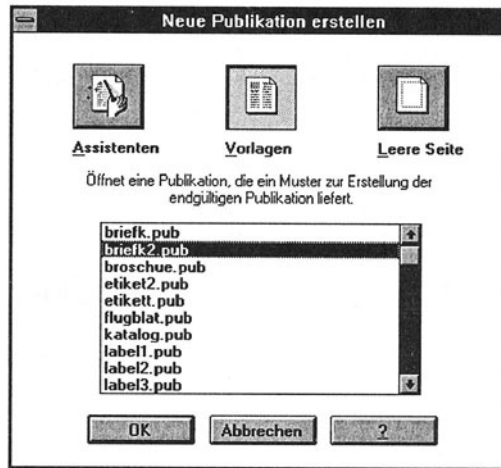 Neue Publikation erstellen
Assistenten
Vorlagen
Leere Seite
Öffnet eine Publikation, die ein Muster zur Erstellung der
endgültigen Publikation liefert.
briefk.pub
briefk2.pub
broschue.pub
etiket2.pub
etikett.pub
flugblat.pub
katalog.pub
label1.pub
label2.pub
label3.pub
OK
Abbrechen
?